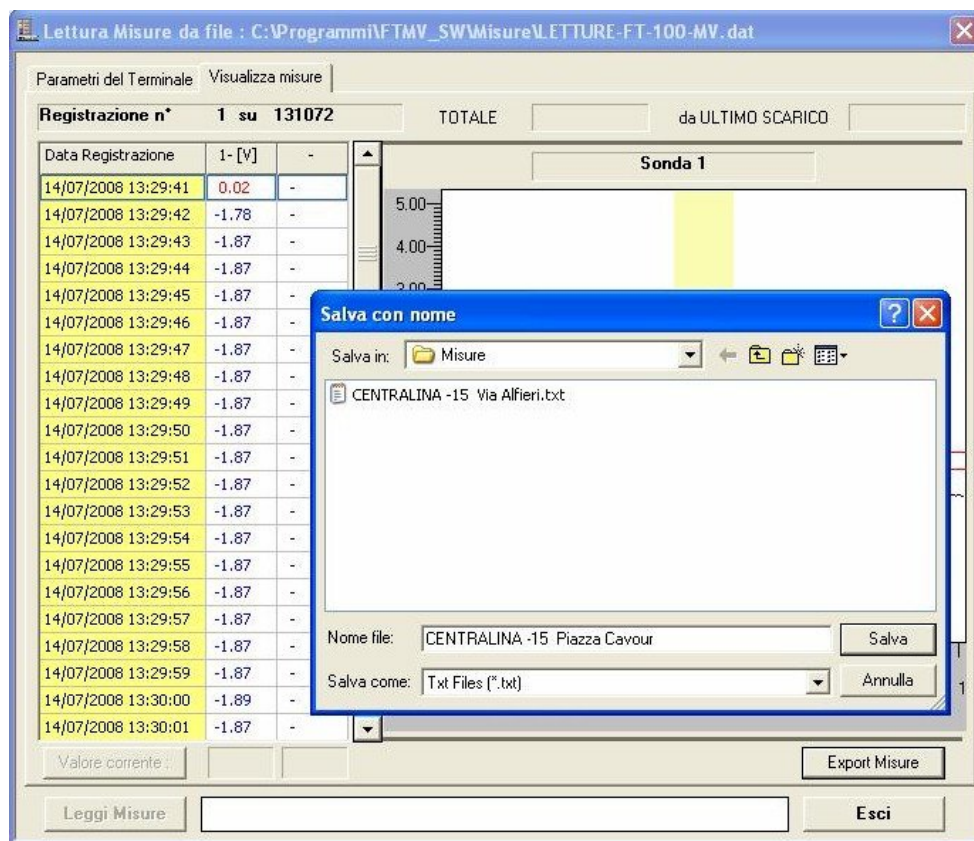 Lettura Misure da file : C:\Programmi\FTMV_SW\Misure\LETTURE-FT-100-MV.dat
Parametri del Terminale Visualizza misure
Registrazione n° 1 su 131072 TOTALE da ULTIMO SCARICO
Data Registrazione 1- [V] -
Sonda 1
14/07/2008 13:29:41 0.02 -
14/07/2008 13:29:42 -1.78 -
14/07/2008 13:29:43 -1.87 -
14/07/2008 13:29:44 -1.87 -
14/07/2008 13:29:45 -1.87 -
14/07/2008 13:29:46 -1.87 -
14/07/2008 13:29:47 -1.87 -
14/07/2008 13:29:48 -1.87 -
14/07/2008 13:29:49 -1.87 -
14/07/2008 13:29:50 -1.87 -
14/07/2008 13:29:51 -1.87 -
14/07/2008 13:29:52 -1.87 -
14/07/2008 13:29:53 -1.87 -
14/07/2008 13:29:54 -1.87 -
14/07/2008 13:29:55 -1.87 -
14/07/2008 13:29:56 -1.87 -
14/07/2008 13:29:57 -1.87 -
14/07/2008 13:29:58 -1.87 -
14/07/2008 13:29:59 -1.87 -
14/07/2008 13:30:00 -1.89 -
14/07/2008 13:30:01 -1.87 -
5.00
4.00
Salva con nome
Salva in: Misure
CENTRALINA -15 Via Alfieri.txt
Nome file: CENTRALINA -15 Piazza Cavour Salva
Salva come: Txt Files (*.txt) Annulla
1
Valore corrente : Export Misure
Leggi Misure Esci